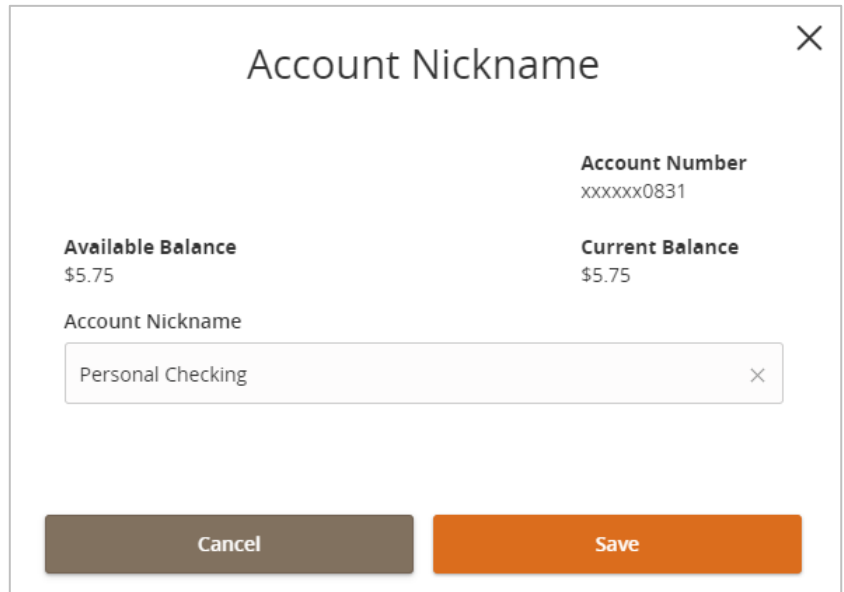 Account Nickname
Account Number
xxxxxx0831
Available Balance
Current Balance
$5.75
$5.75
Account Nickname
Personal Checking
Cancel
Save